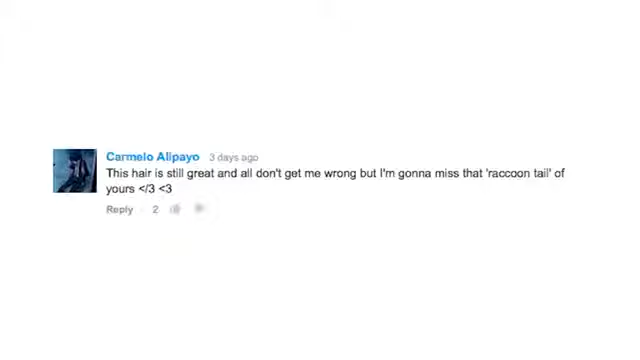 Carmelo Alipayo 3 days ago
This hair is still great and all don't get me wrong but I'm gonna miss that 'raccoon tail' of
yours </3 <3
Reply 2